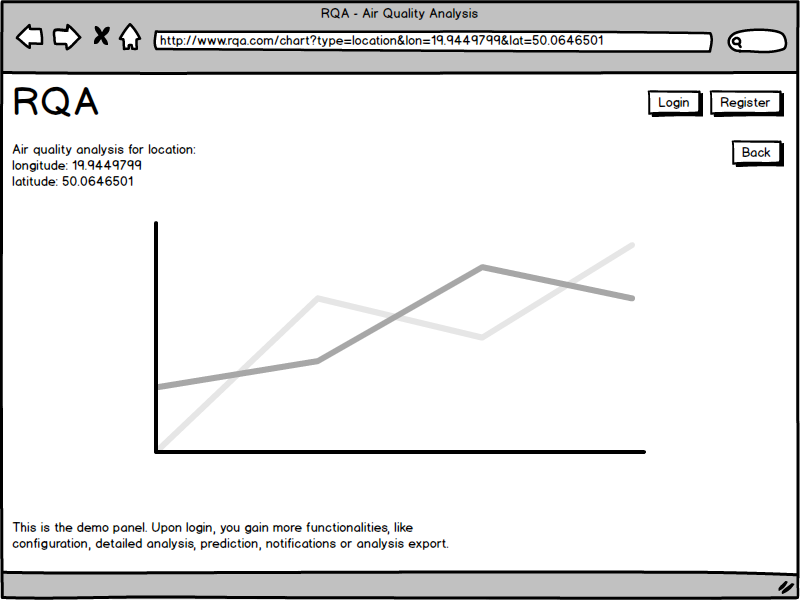 RQA - Air Quality Analysis
http://www.rqa.com/chart?type=location&lon=19.9449799&lat=50.0646501
RQA
Login
Register
Air quality analysis for location:
longitude: 19.9449799
latitude: 50.0646501
Back
This is the demo panel. Upon login, you gain more functionalities, like
configuration, detailed analysis, prediction, notifications or analysis export.